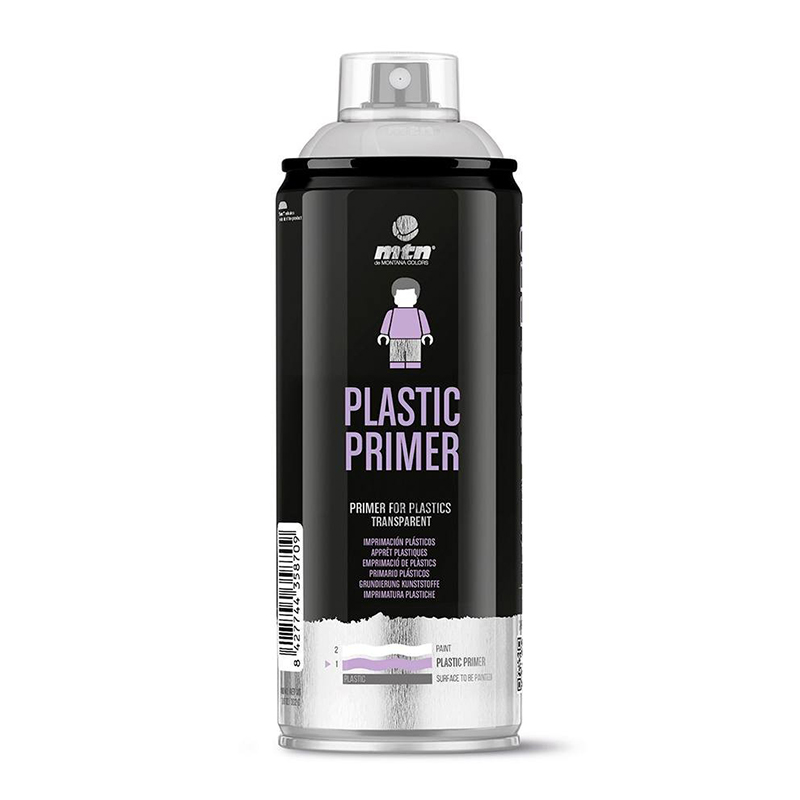 mtn®
de MONTANA COLORS
PLASTIC
PRIMER
PRIMER FOR PLASTICS
TRANSPARENT
IMPRIMACIÓN PLÁSTICOS
APPRÊT PLASTIQUES
EMPRIMACIÓ DE PLÀSTICS
PRIMARIO PLÁSTICOS
GRUNDIERUNG KUNSTSTOFFE
IMPRIMATURA PLASTICHE
2 PAINT
1 PLASTIC PRIMER
PLASTIC SURFACE TO BE PAINTED
8 427744 358709